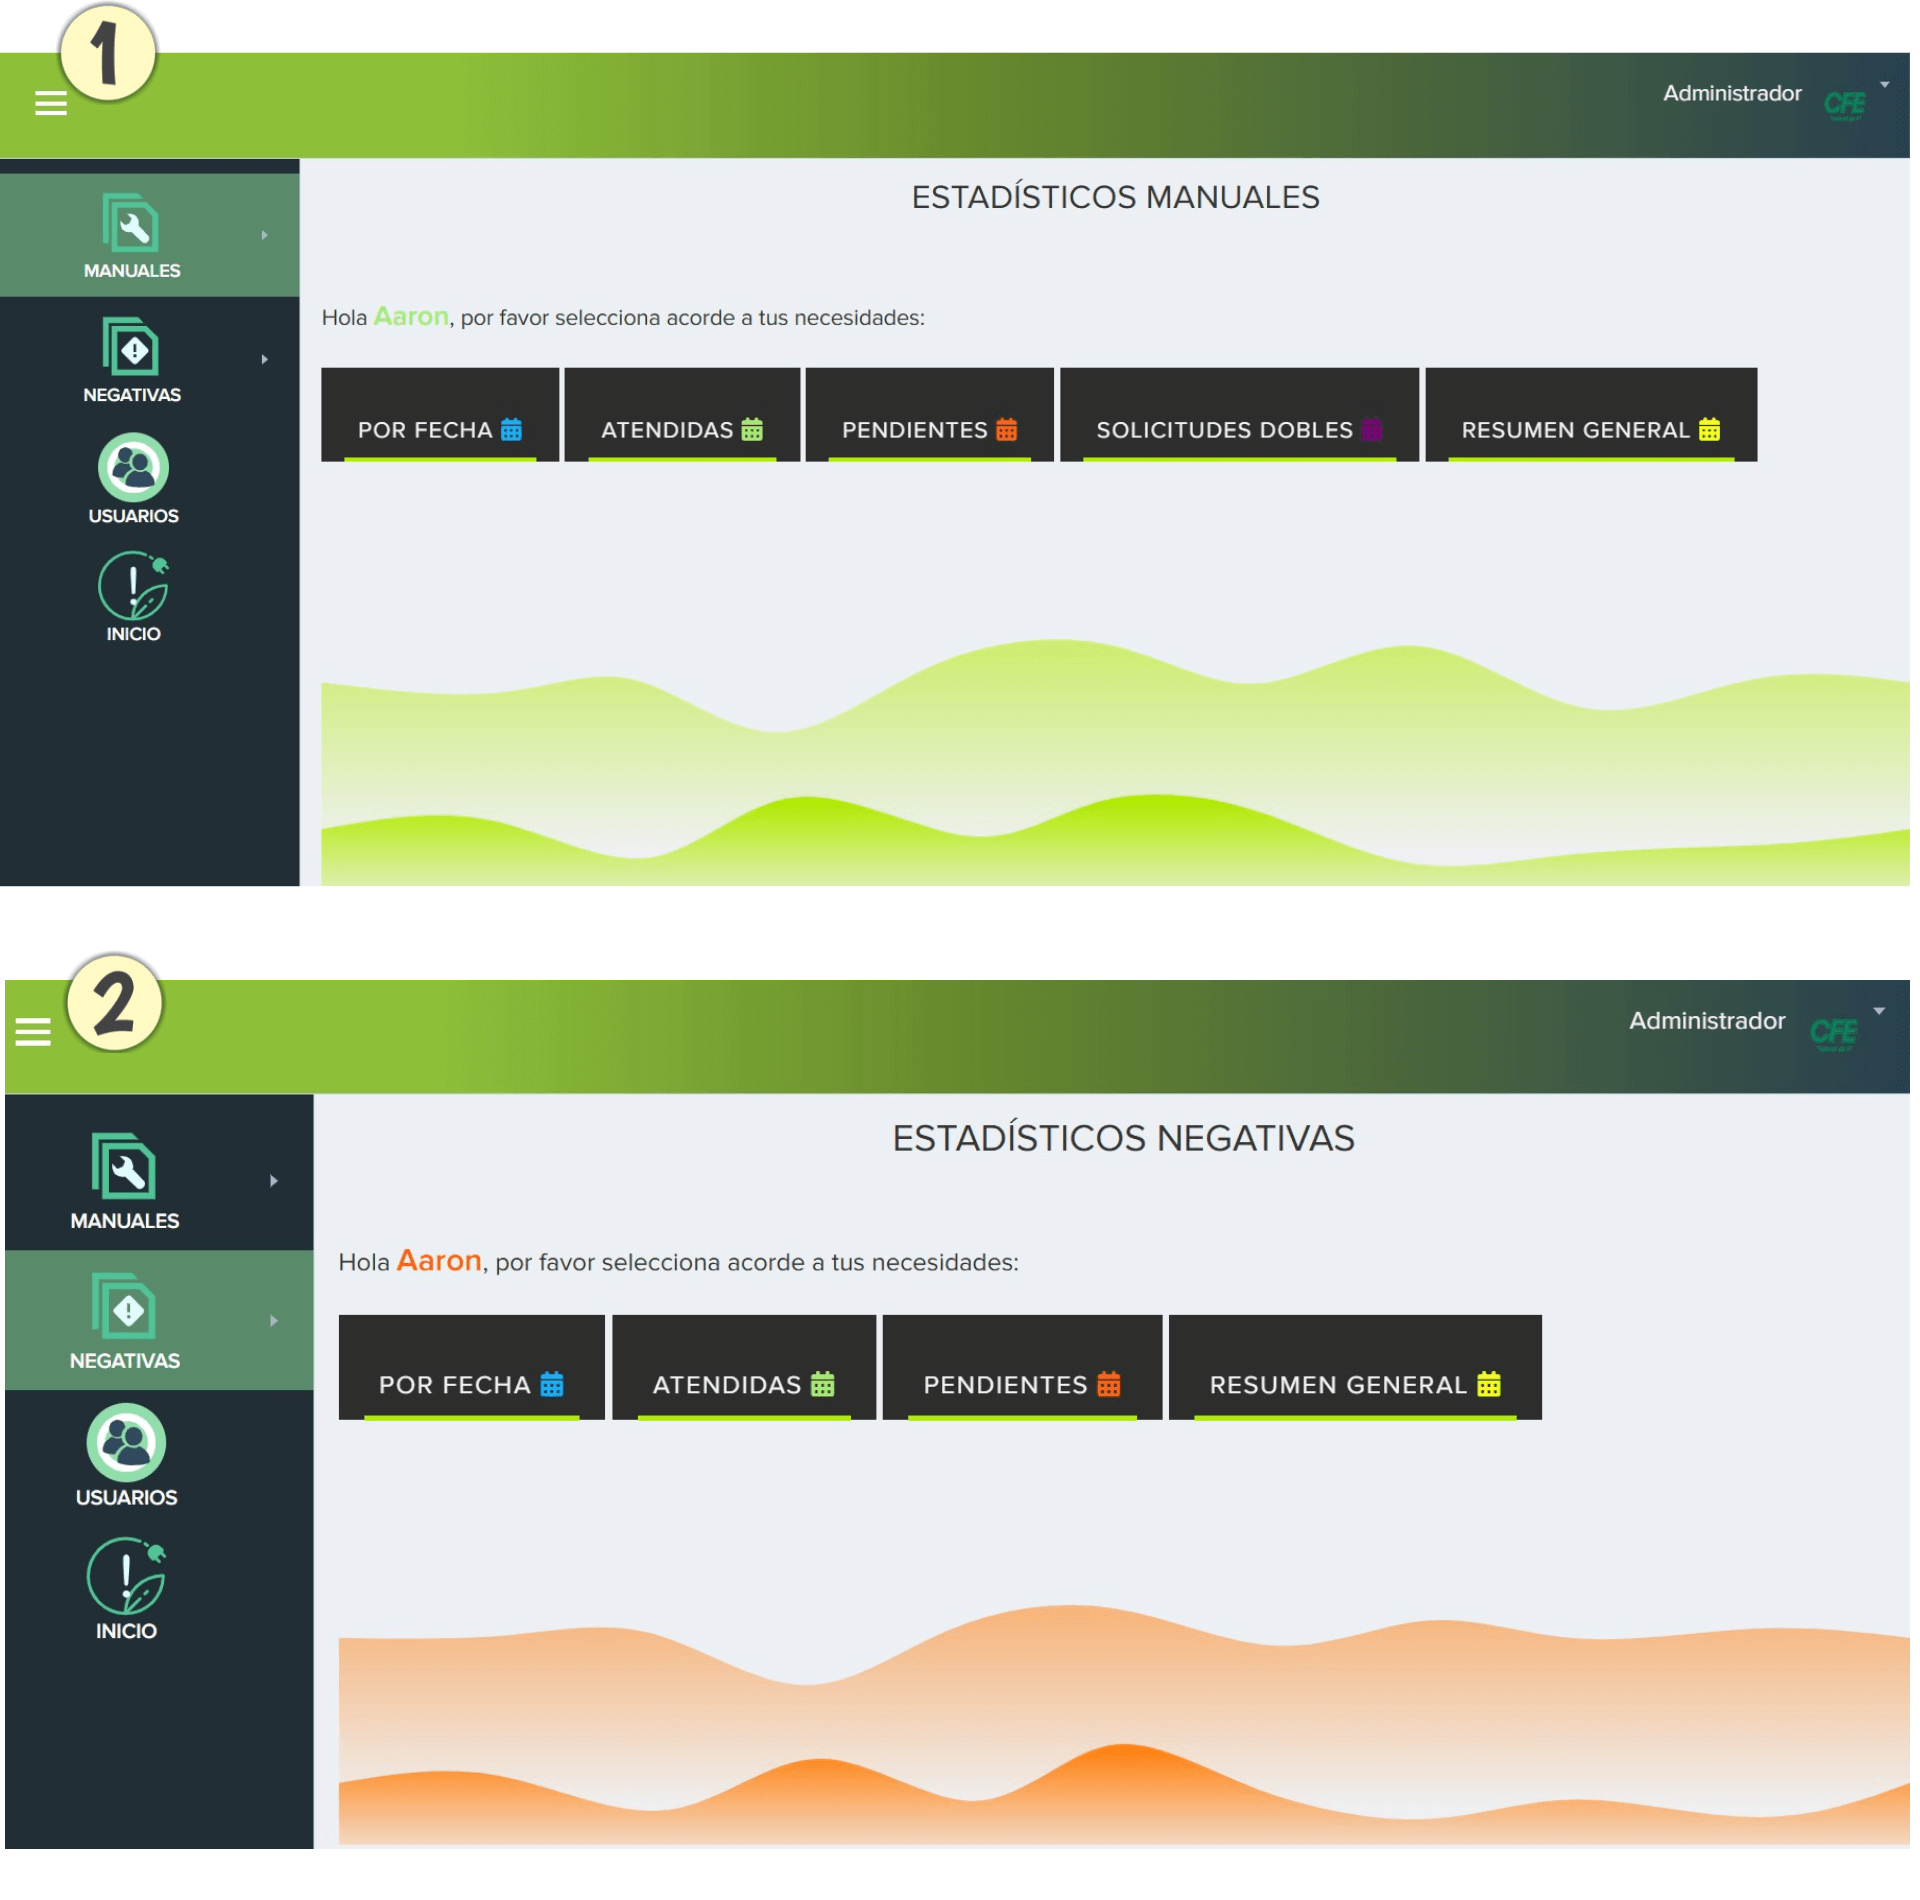 1
Administrador
CFE
ESTADÍSTICOS MANUALES
MANUALES
Hola Aaron, por favor selecciona acorde a tus necesidades:
NEGATIVAS
POR FECHA
ATENDIDAS
PENDIENTES
SOLICITUDES DOBLES
RESUMEN GENERAL
USUARIOS
INICIO
2
Administrador
CFE
ESTADÍSTICOS NEGATIVAS
MANUALES
Hola Aaron, por favor selecciona acorde a tus necesidades:
NEGATIVAS
POR FECHA
ATENDIDAS
PENDIENTES
RESUMEN GENERAL
USUARIOS
INICIO